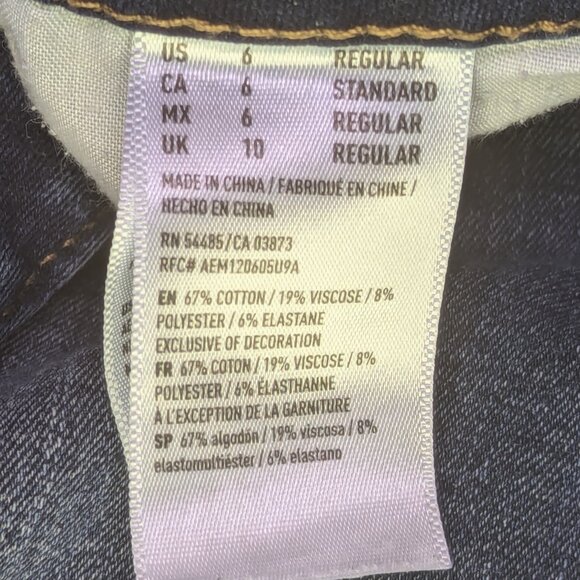 US 6 REGULAR
CA 6 STANDARD
MX 6 REGULAR
UK 10 REGULAR
MADE IN CHINA / FABRIQUÉ EN CHINE /
HECHO EN CHINA
RN 54485/CA 03873
RFC# AEM120605U9A
EN 67% COTTON / 19% VISCOSE / 8%
POLYESTER / 6% ELASTANE
EXCLUSIVE OF DECORATION
FR 67% COTON / 19% VISCOSE / 8%
POLYESTER / 6% ÉLASTHANNE
À L'EXCEPTION DE LA GARNITURE
SP 67% algodón / 19% viscosa / 8%
elastomultiéster / 6% elastano